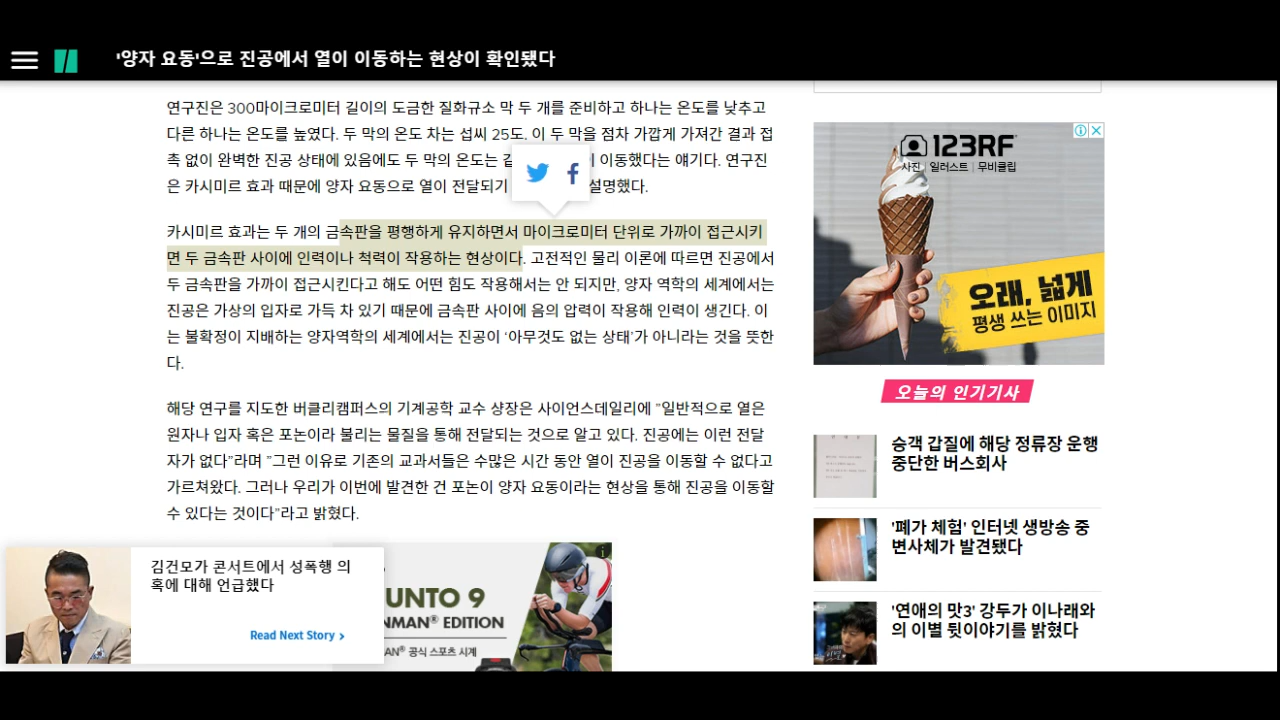 '양자 요동'으로 진공에서 열이 이동하는 현상이 확인됐다
연구진은 300마이크로미터 길이의 도금한 질화규소 막 두 개를 준비하고 하나는 온도를 낮추고
다른 하나는 온도를 높였다. 두 막의 온도 차는 섭씨 25도. 이 두 막을 점차 가깝게 가져간 결과 접
촉 없이 완벽한 진공 상태에 있음에도 두 막의 온도는 이동했다는 얘기다. 연구진
은 카시미르 효과 때문에 양자 요동으로 열이 전달되기 설명했다.
카시미르 효과는 두 개의 금속판을 평행하게 유지하면서 마이크로미터 단위로 가까이 접근시키
면 두 금속판 사이에 인력이나 척력이 작용하는 현상이다. 고전적인 물리 이론에 따르면 진공에서
두 금속판을 가까이 접근시킨다고 해도 어떤 힘도 작용해서는 안 되지만, 양자 역학의 세계에서는
진공은 가상의 입자로 가득 차 있기 때문에 금속판 사이에 음의 압력이 작용해 인력이 생긴다. 이
는 불확정이 지배하는 양자역학의 세계에서는 진공이 ‘아무것도 없는 상태’가 아니라는 것을 뜻한
다.
해당 연구를 지도한 버클리캠퍼스의 기계공학 교수 샹장은 사이언스데일리에 ”일반적으로 열은
원자나 입자 혹은 포논이라 불리는 물질을 통해 전달되는 것으로 알고 있다. 진공에는 이런 전달
자가 없다”라며 ”그런 이유로 기존의 교과서들은 수많은 시간 동안 열이 진공을 이동할 수 없다고
가르쳐왔다. 그러나 우리가 이번에 발견한 건 포논이 양자 요동이라는 현상을 통해 진공을 이동할
수 있다는 것이다”라고 밝혔다.
김건모가 콘서트에서 성폭행 의
혹에 대해 언급했다
Read Next Story
UNTO 9
NMAN® EDITION
AN® 공식 스포츠 시계
123RF
사진 | 일러스트 | 무비클립
오래, 넓게
평생 쓰는 이미지
오늘의 인기기사
승객 갑질에 해당 정류장 운행
중단한 버스회사
'폐가 체험' 인터넷 생방송 중
변사체가 발견됐다
'연애의 맛3' 강두가 이나래와
의 이별 뒷이야기를 밝혔다